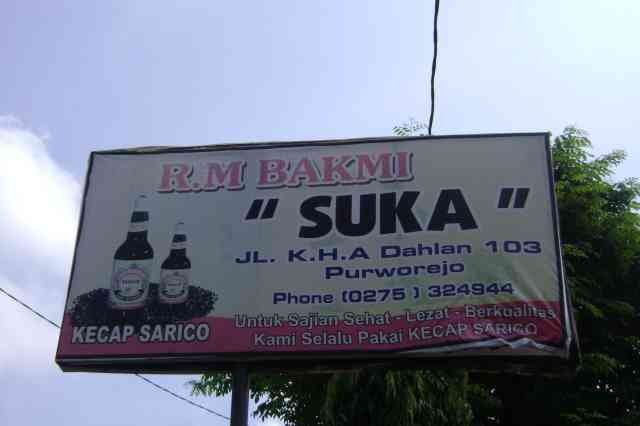 R.M BAKMI
" SUKA "
JL. K.H.A Dahlan 103
Purworejo
Phone (0275 ) 324944
KECAP SARICO
Untuk Sajian Sehat - Lezat - Berkualitas
Kami Selalu Pakai KECAP SARICO